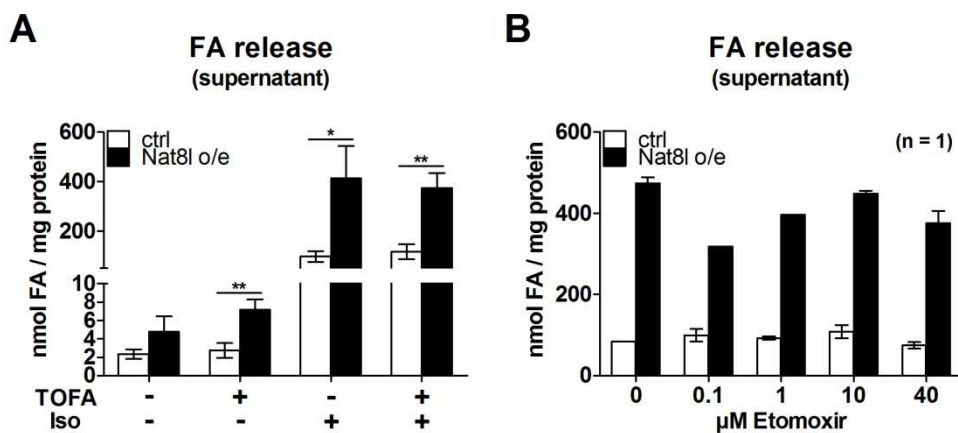 A
FA release
(supernatant)
nmol FA / mg protein
600
400
200
10
8
6
4
2
0
ctrl
Nat8l o/e
**
*
**
TOFA - + - +
Iso - - + +
B
FA release
(supernatant)
nmol FA / mg protein
600
400
200
0
ctrl
Nat8l o/e
(n = 1)
0 0.1 1 10 40
µM Etomoxir